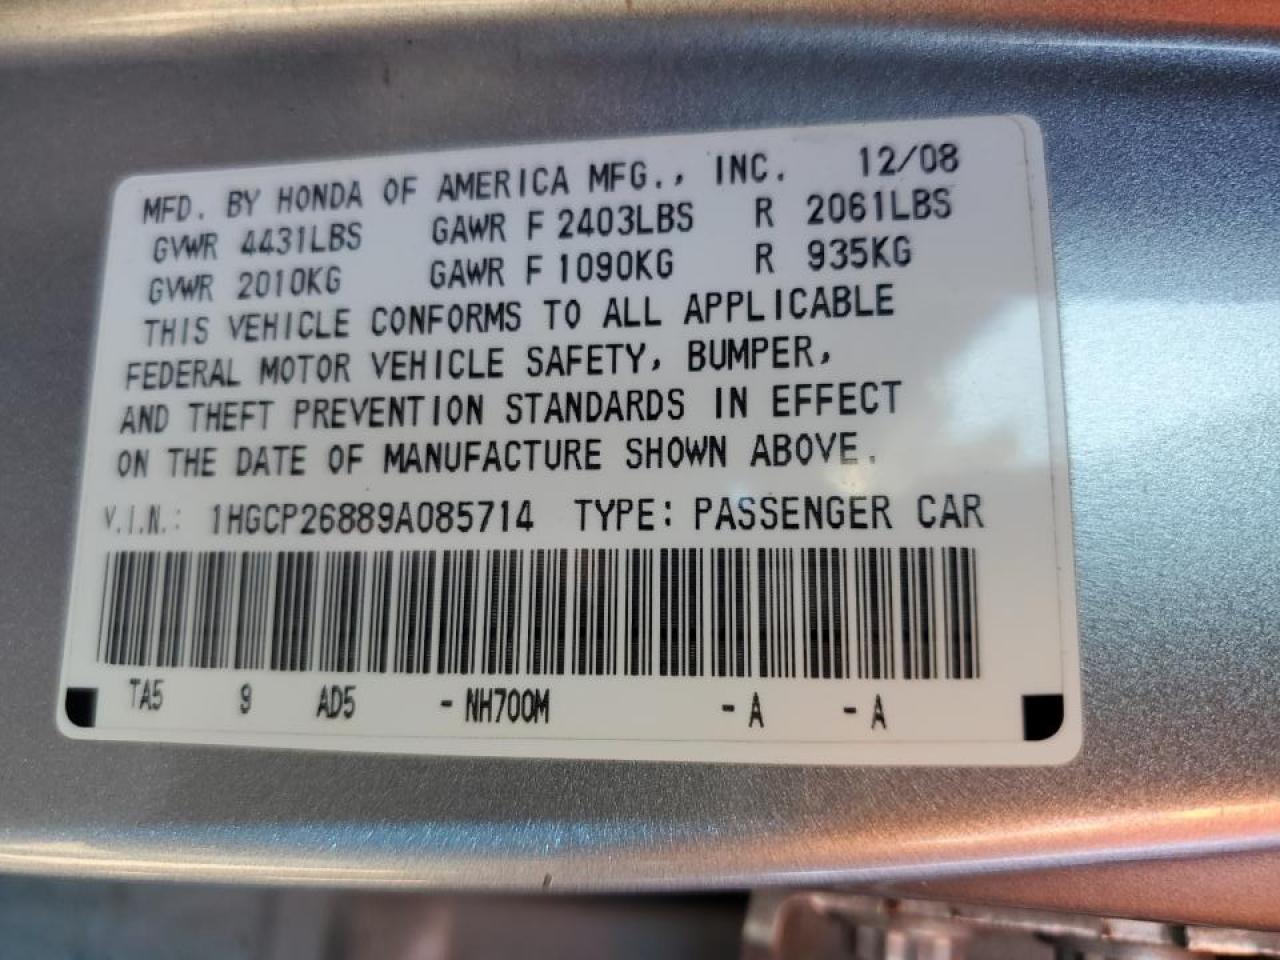 MFD. BY HONDA OF AMERICA MFG., INC. 12/08
GVWR 4431LBS GAWR F 2403LBS R 2061LBS
GVWR 2010KG GAWR F 1090KG R 935KG
THIS VEHICLE CONFORMS TO ALL APPLICABLE
FEDERAL MOTOR VEHICLE SAFETY, BUMPER,
AND THEFT PREVENTION STANDARDS IN EFFECT
ON THE DATE OF MANUFACTURE SHOWN ABOVE.
V.I.N.: 1HGCP26889A085714 TYPE: PASSENGER CAR
TA5 9 AD5 -NH700M -A -A